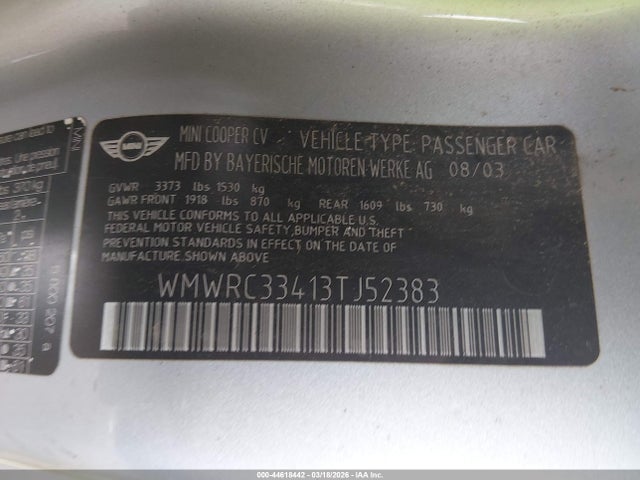 MINI
MINI COOPER CV VEHICLE TYPE: PASSENGER CAR
MFD BY BAYERISCHE MOTOREN WERKE AG 08/03
GVWR 3373 lbs 1530 kg
GAWR FRONT 1918 lbs 870 kg REAR 1609 lbs 730 kg
THIS VEHICLE CONFORMS TO ALL APPLICABLE U.S.
FEDERAL MOTOR VEHICLE SAFETY, BUMPER AND THEFT
PREVENTION STANDARDS IN EFFECT ON THE DATE OF
MANUFACTURE SHOWN ABOVE.
WMWRC33413TJ52383
MINI
000-44618442 - 03/18/2026 - IAA Inc.